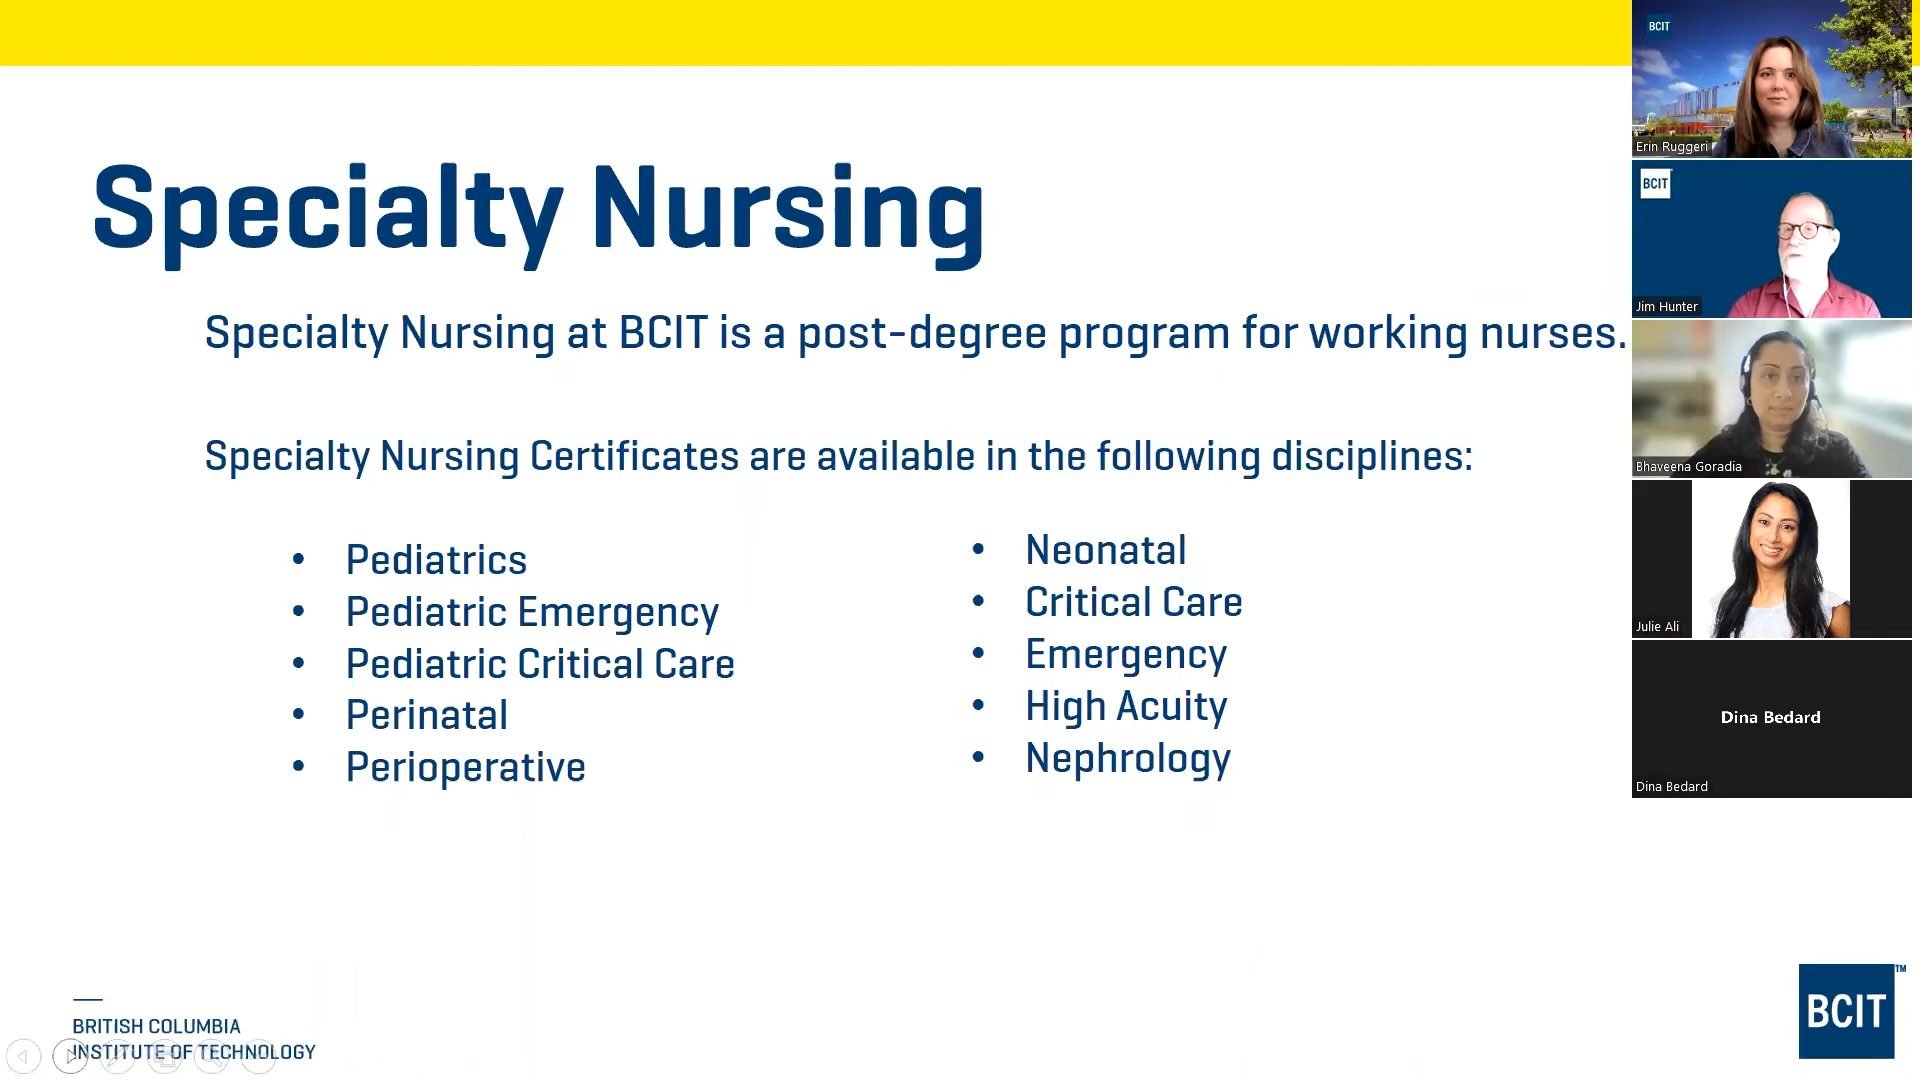 Specialty Nursing
Specialty Nursing at BCIT is a post-degree program for working nurses.
Specialty Nursing Certificates are available in the following disciplines:
• Pediatrics
• Pediatric Emergency
• Pediatric Critical Care
• Perinatal
• Perioperative
• Neonatal
• Critical Care
• Emergency
• High Acuity
• Nephrology
BRITISH COLUMBIA
INSTITUTE OF TECHNOLOGY
BCIT™
BCIT
Erin Ruggeri
BCIT
Jim Hunter
Bhaveena Goradia
Julie Ali
Dina Bedard
Dina Bedard